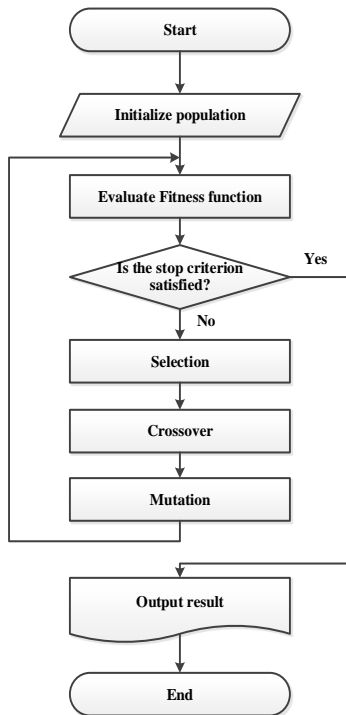 Start
Initialize population
Evaluate Fitness function
Is the stop criterion
satisfied?
Yes
No
Selection
Crossover
Mutation
Output result
End